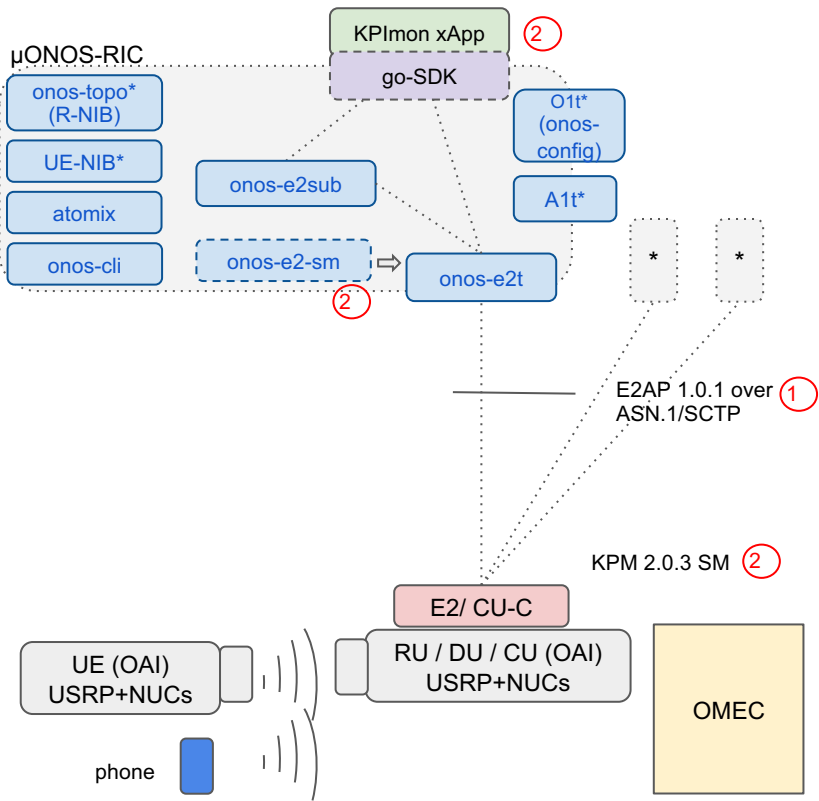 KPImon xApp
2
µONOS-RIC
go-SDK
onos-topo*
(R-NIB)
O1t*
(onos-
config)
UE-NIB*
onos-e2sub
A1t*
atomix
onos-cli
onos-e2-sm
onos-e2t
*
*
2
E2AP 1.0.1 over
ASN.1/SCTP
1
KPM 2.0.3 SM
2
E2/ CU-C
UE (OAI)
USRP+NUCs
RU / DU / CU (OAI)
USRP+NUCs
OMEC
phone